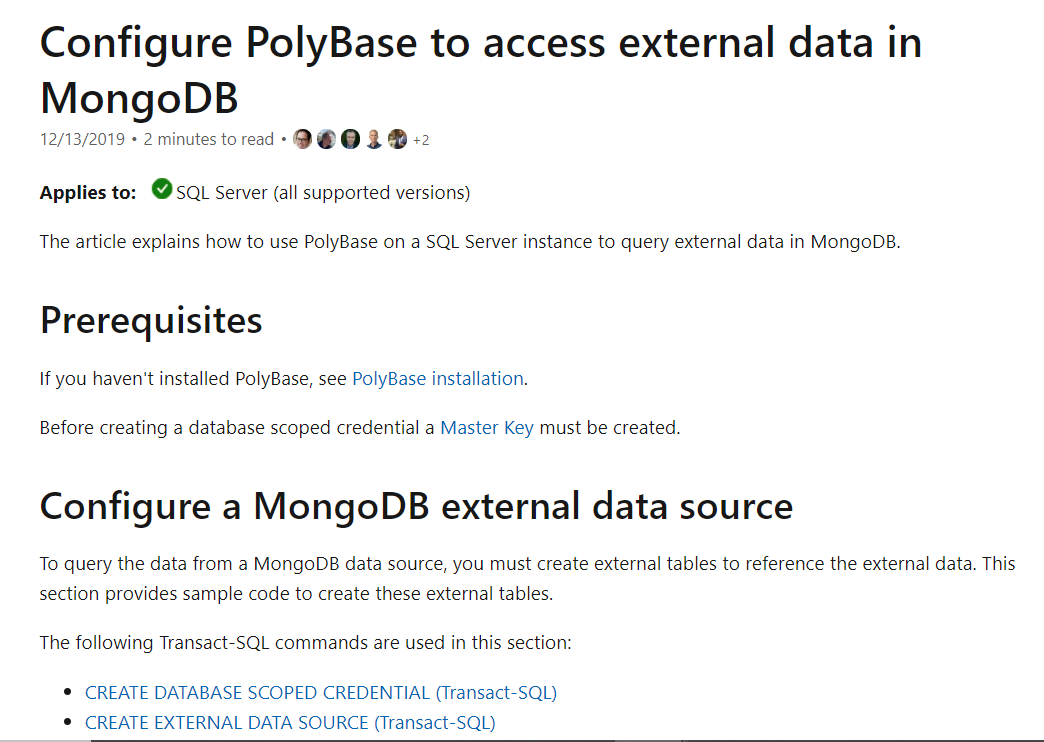 Configure PolyBase to access external data in
MongoDB
12/13/2019 • 2 minutes to read • +2
Applies to: SQL Server (all supported versions)
The article explains how to use PolyBase on a SQL Server instance to query external data in MongoDB.
Prerequisites
If you haven't installed PolyBase, see PolyBase installation.
Before creating a database scoped credential a Master Key must be created.
Configure a MongoDB external data source
To query the data from a MongoDB data source, you must create external tables to reference the external data. This
section provides sample code to create these external tables.
The following Transact-SQL commands are used in this section:
• CREATE DATABASE SCOPED CREDENTIAL (Transact-SQL)
• CREATE EXTERNAL DATA SOURCE (Transact-SQL)